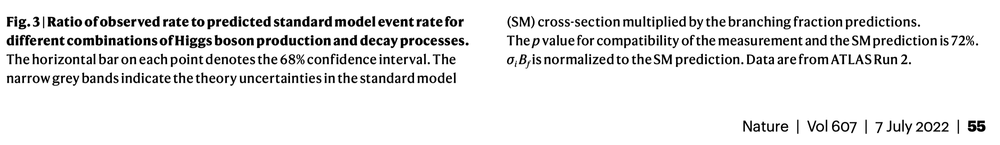 Fig. 3 | Ratio of observed rate to predicted standard model event rate for
different combinations of Higgs boson production and decay processes.
The horizontal bar on each point denotes the 68% confidence interval. The
narrow grey bands indicate the theory uncertainties in the standard model
(SM) cross-section multiplied by the branching fraction predictions.
The p value for compatibility of the measurement and the SM prediction is 72%.
σᵢB_f is normalized to the SM prediction. Data are from ATLAS Run 2.
Nature | Vol 607 | 7 July 2022 | 55